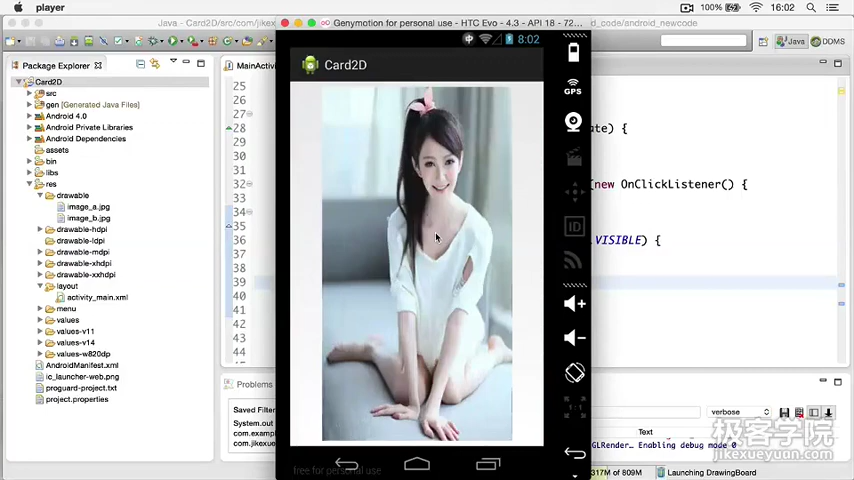 player
100%
16:02
Java - Card2D/src/com/jikex
Genymotion for personal use - HTC Evo - 4.3 - API 18 - 72...
d_code/android_newcode
8:02
Java
DDMS
Package Explorer
MainActivi
Card2D
Card2D
src
gen [Generated Java Files]
Android 4.0
Android Private Libraries
Android Dependencies
assets
bin
libs
res
drawable
image_a.jpg
image_b.jpg
drawable-hdpi
drawable-ldpi
drawable-mdpi
drawable-xhdpi
drawable-xxhdpi
layout
activity_main.xml
menu
values
values-v11
values-v14
values-w820dp
AndroidManifest.xml
ic_launcher-web.png
proguard-project.txt
project.properties
25
26
27
28
29
30
31
32
33
34
35
36
37
38
39
40
41
42
43
44
ate) {
(new OnClickListener() {
.VISIBLE) {
GPS
ID
1:1
Problems
Saved Filter
System.out
com.examp
com.examp
verbose
Text
GLRender… Enabling debug mode 0
极客学院
jikexueyuan.com
free for personal use
317M of 809M
Launching DrawingBoard